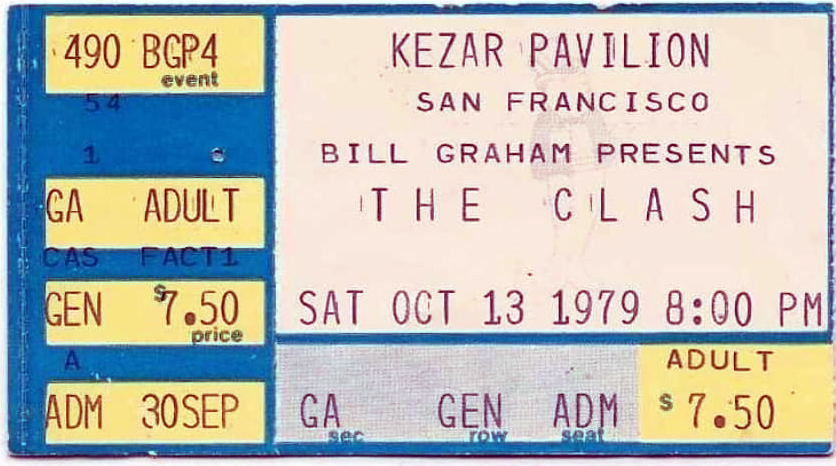 490 BGP4
event
54
1
GA ADULT
CAS FACT1
GEN $7.50
price
A
ADM 30SEP
KEZAR PAVILION
SAN FRANCISCO
BILL GRAHAM PRESENTS
THE CLASH
SAT OCT 13 1979 8:00 PM
GA GEN ADM
sec row seat
ADULT
$7.50